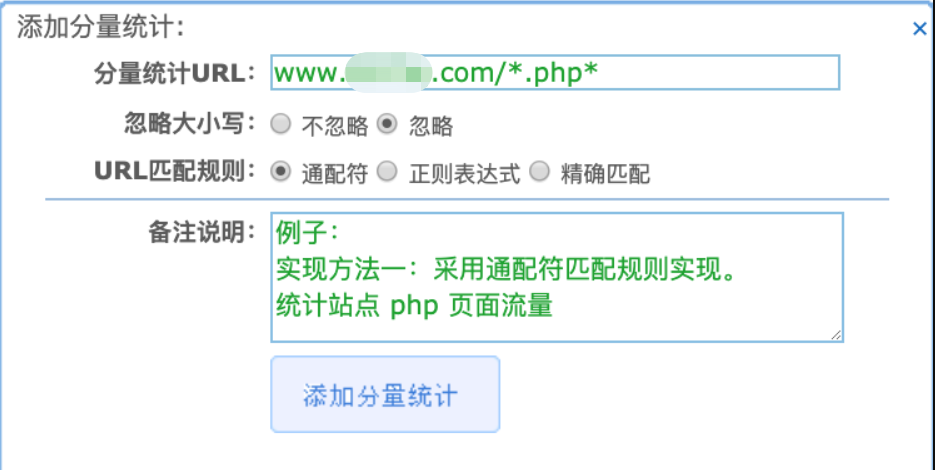 添加分量统计：
×
分量统计URL： www.    .com/*.php*
忽略大小写： 不忽略 忽略
URL匹配规则： 通配符 正则表达式 精确匹配
备注说明： 例子：
实现方法一：采用通配符匹配规则实现。
统计站点 php 页面流量
添加分量统计